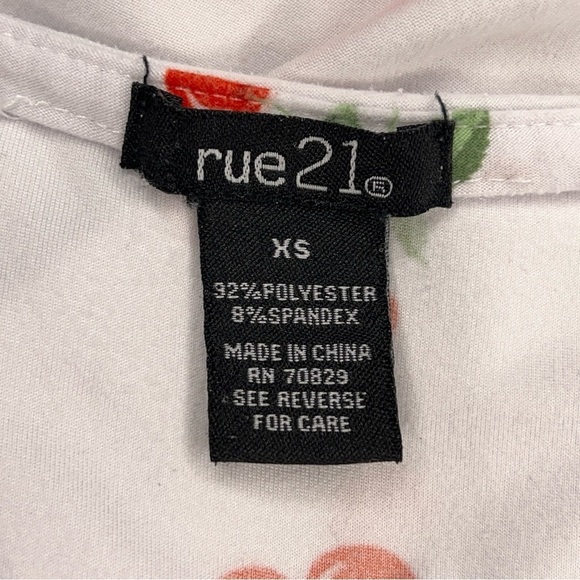 rue21®
XS
92%POLYESTER
8%SPANDEX
MADE IN CHINA
RN 70829
SEE REVERSE
FOR CARE